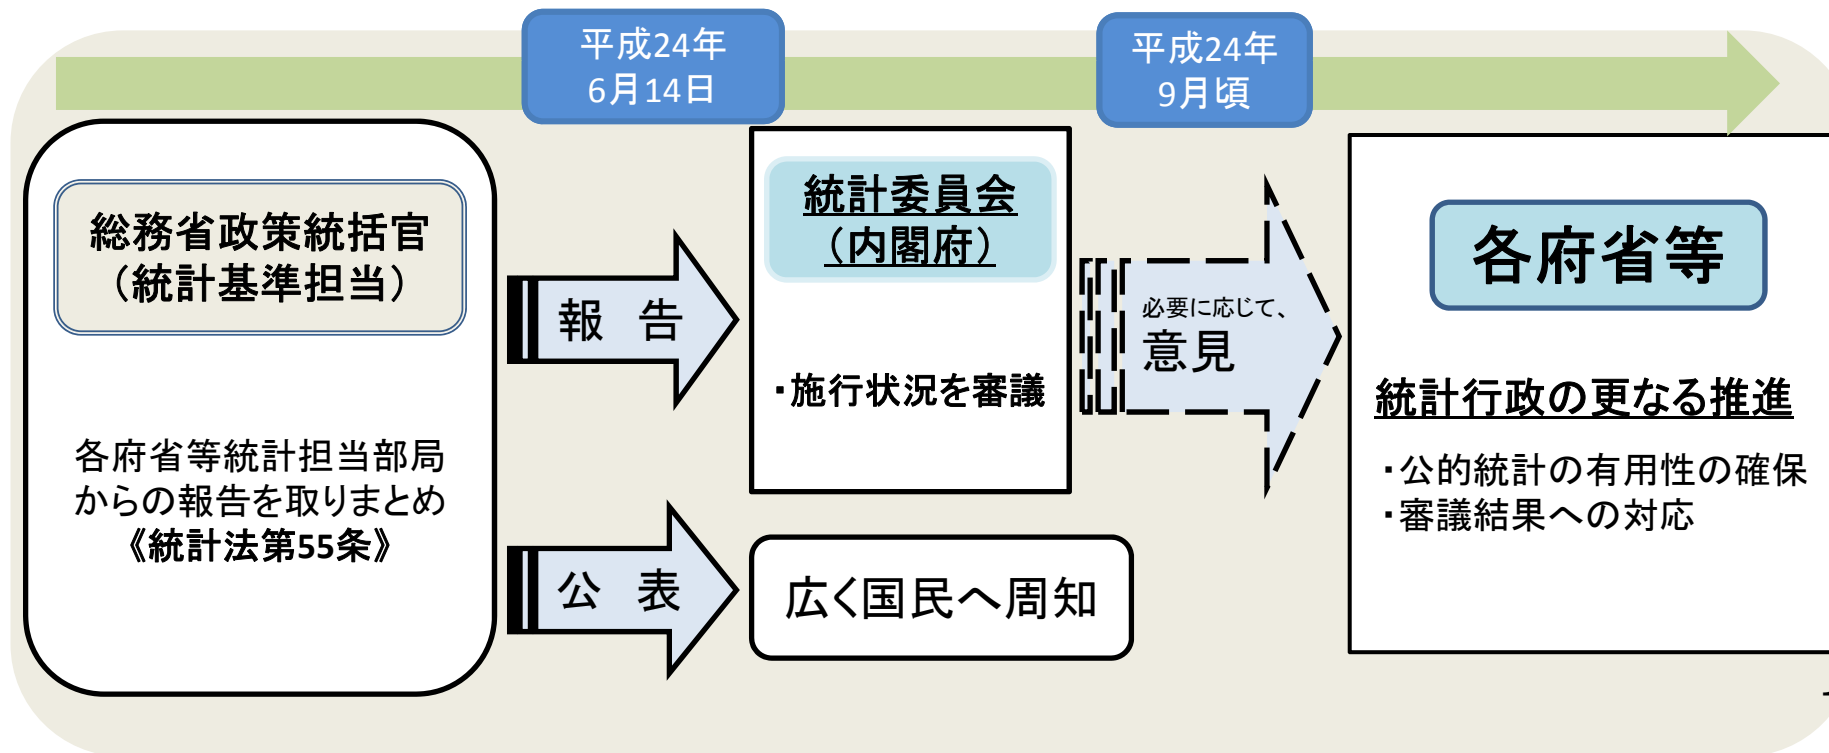 平成24年
6月14日
平成24年
9月頃
総務省政策統括官
（統計基準担当）
各府省等統計担当部局
からの報告を取りまとめ
《統計法第55条》
報　告
公　表
統計委員会
（内閣府）
・施行状況を審議
広く国民へ周知
必要に応じて、
意見
各府省等
統計行政の更なる推進
・公的統計の有用性の確保
・審議結果への対応